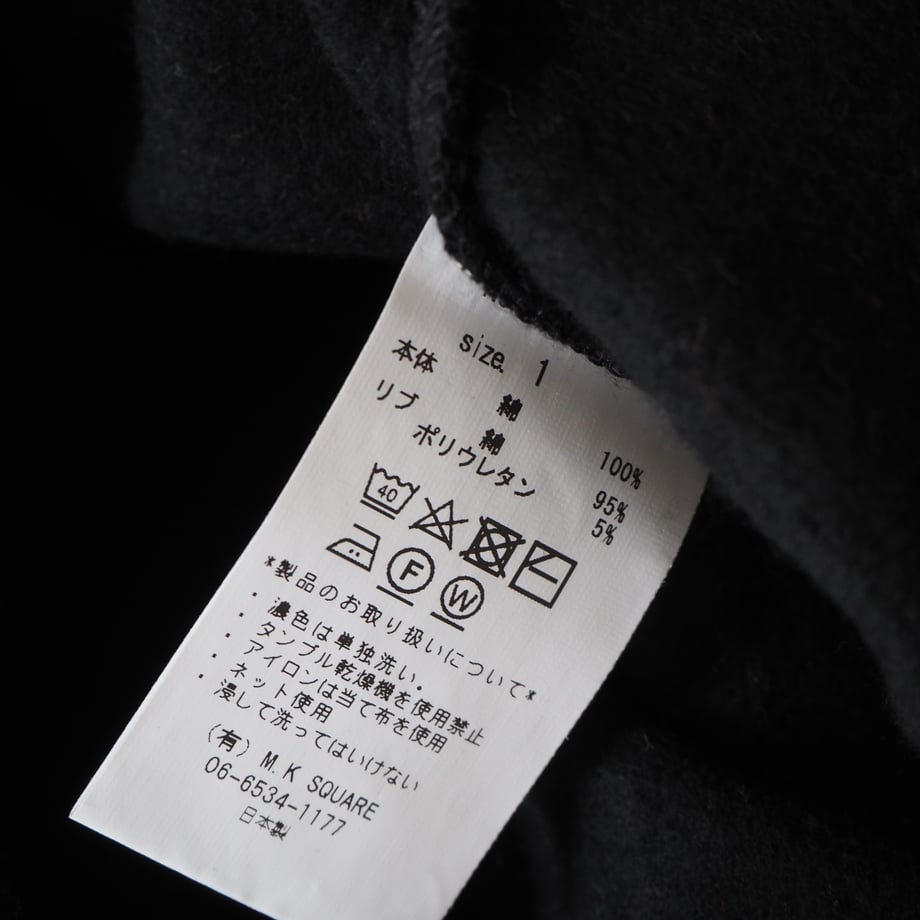 size. 1
本体 綿 100%
リブ 綿 95%
ポリウレタン 5%
40
F W
*製品のお取り扱いについて*
・濃色は単独洗い.
・タンブル乾燥機を使用禁止
・アイロンは当て布を使用
・ネット使用
・浸して洗ってはいけない
(有) M.K SQUARE
06-6534-1177
日本製